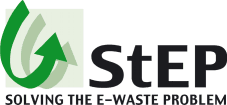 StEP
SOLVING THE E-WASTE PROBLEM